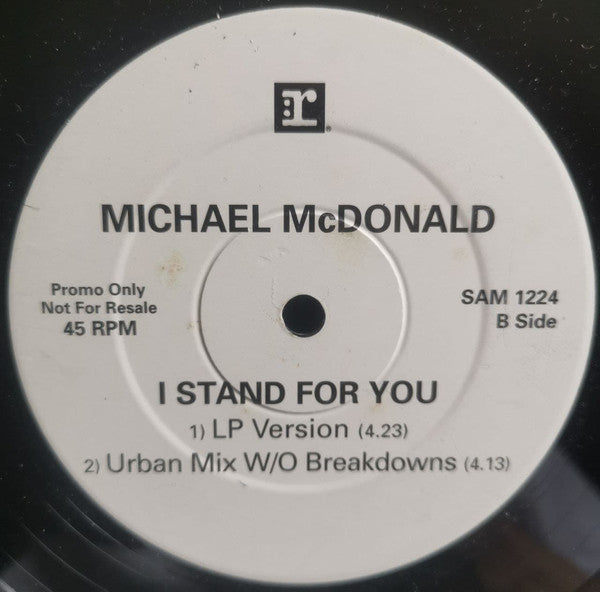 r
MICHAEL McDONALD
Promo Only
Not For Resale
45 RPM
SAM 1224
B Side
I STAND FOR YOU
1) LP Version (4.23)
2) Urban Mix W/O Breakdowns (4.13)